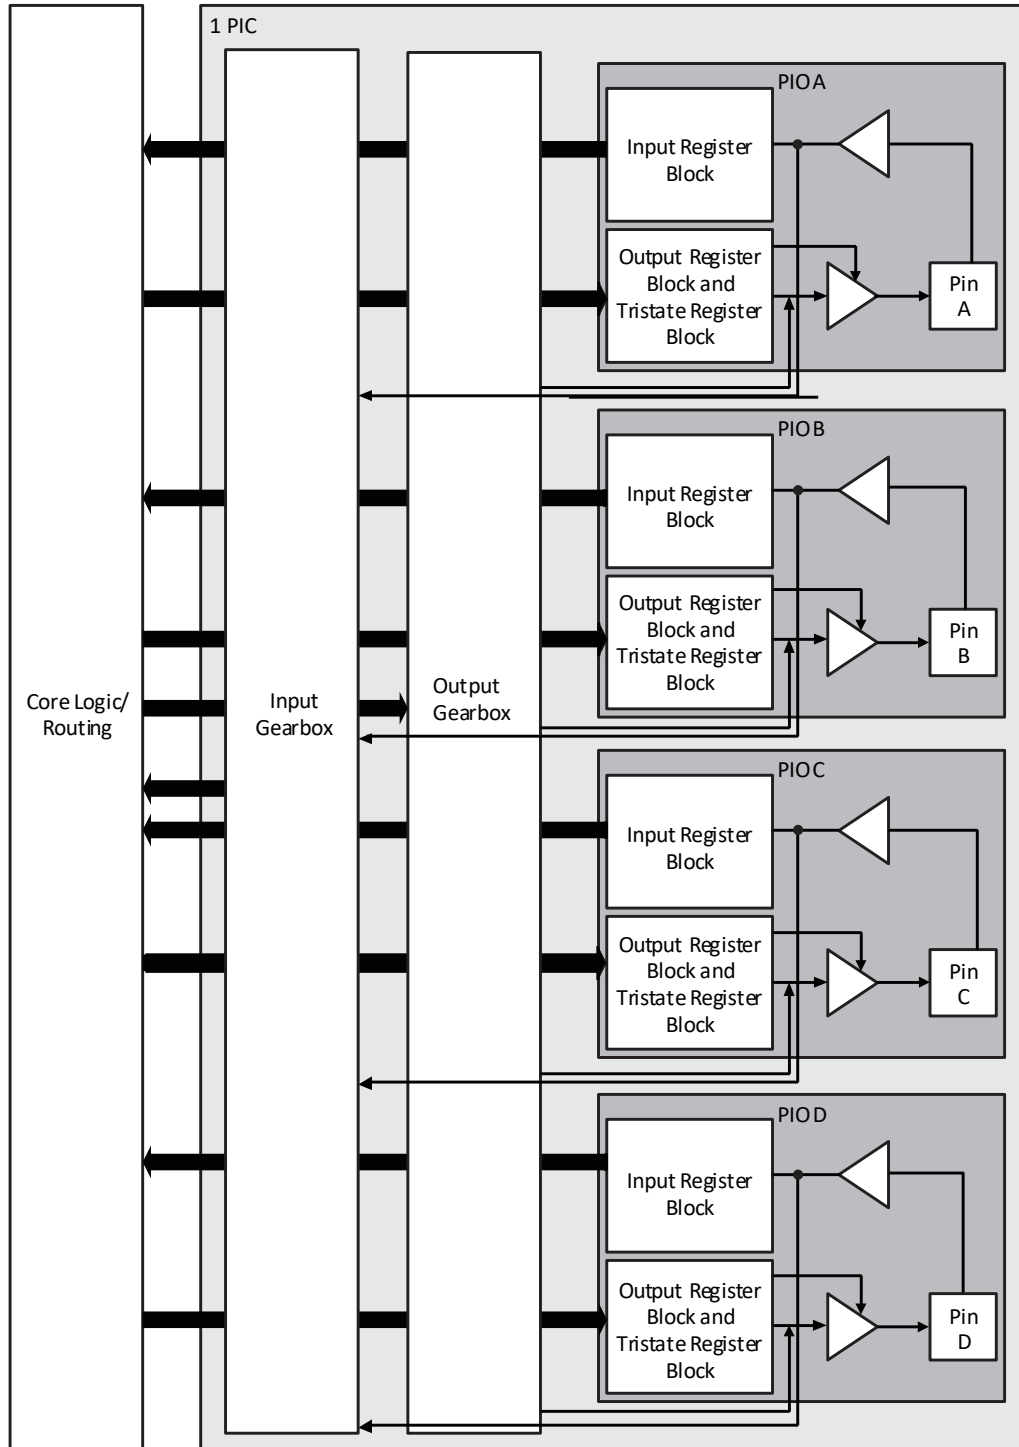 1 PIC
Core Logic/
Routing
Input
Gearbox
Output
Gearbox
PIOA
Input Register
Block
Output Register
Block and
Tristate Register
Block
Pin
A
PIOB
Input Register
Block
Output Register
Block and
Tristate Register
Block
Pin
B
PIOC
Input Register
Block
Output Register
Block and
Tristate Register
Block
Pin
C
PIOD
Input Register
Block
Output Register
Block and
Tristate Register
Block
Pin
D